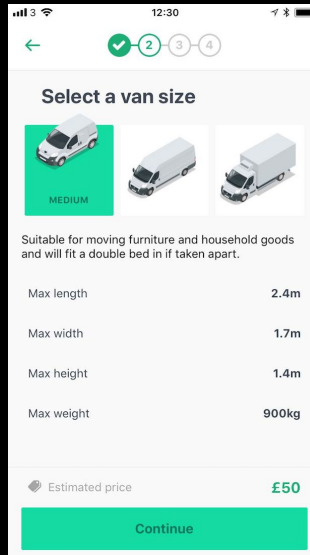 3 12:30
2 3 4
Select a van size
MEDIUM
Suitable for moving furniture and household goods
and will fit a double bed in if taken apart.
Max length 2.4m
Max width 1.7m
Max height 1.4m
Max weight 900kg
Estimated price £50
Continue